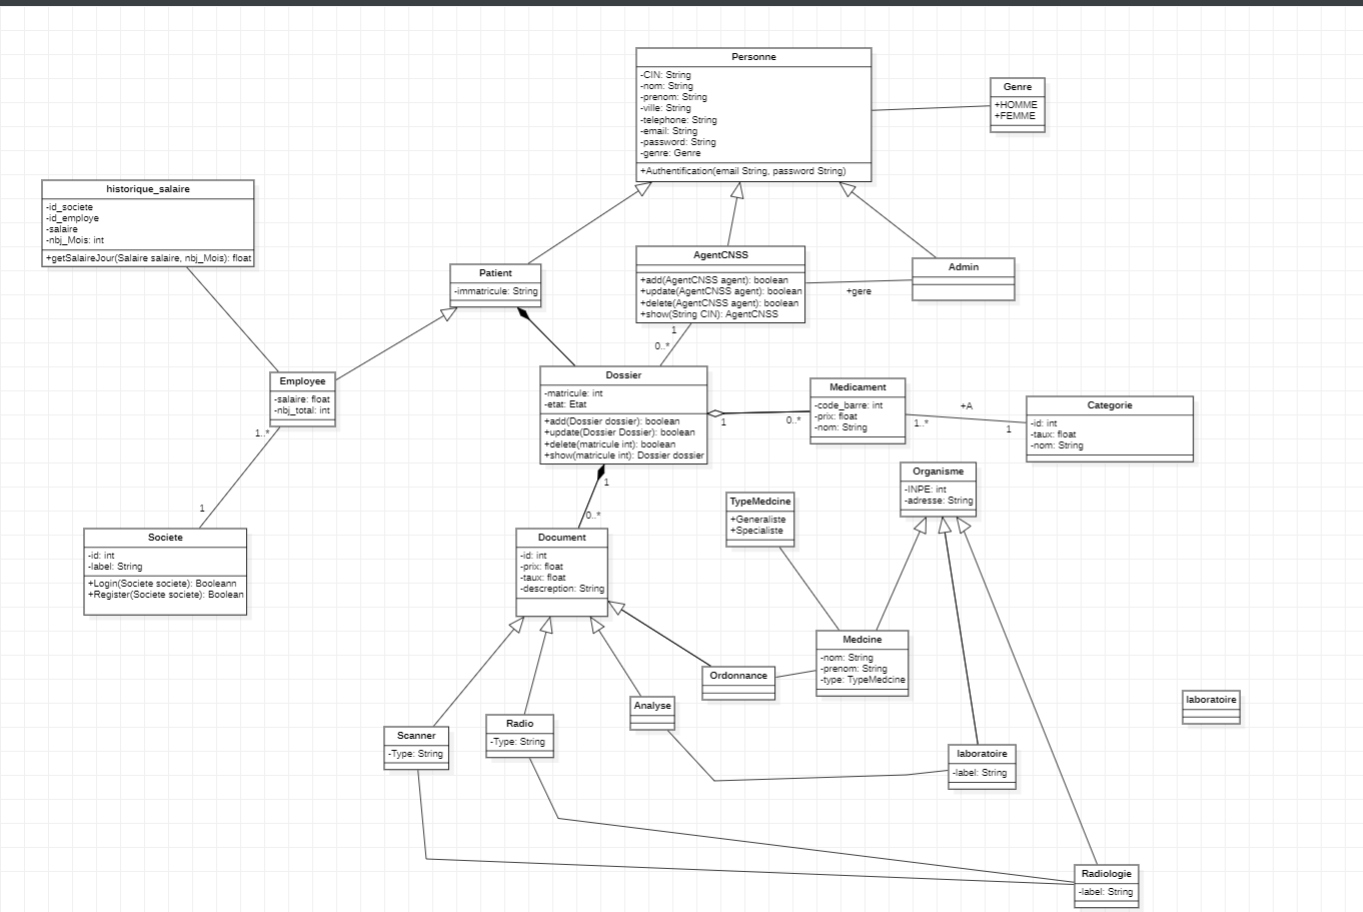 Personne
-CIN: String
-nom: String
-prenom: String
-ville: String
-telephone: String
-email: String
-password: String
-genre: Genre
+Authentification(email String, password String)
Genre
+HOMME
+FEMME
historique_salaire
-id_societe
-id_employe
-salaire
-nbj_Mois: int
+getSalaireJour(Salaire salaire, nbj_Mois): float
Patient
-immatricule: String
AgentCNSS
+add(AgentCNSS agent): boolean
+update(AgentCNSS agent): boolean
+delete(AgentCNSS agent): boolean
+show(String CIN): AgentCNSS
+gere
Admin
1
0..*
Employee
-salaire: float
-nbj_total: int
1..*
1
Dossier
-matricule: int
-etat: Etat
+add(Dossier dossier): boolean
+update(Dossier Dossier): boolean
+delete(matricule int): boolean
+show(matricule int): Dossier dossier
1
0..*
Medicament
-code_barre: int
-prix: float
-nom: String
+A
1..*
1
Categorie
-id: int
-taux: float
-nom: String
1
0..*
Organisme
-INPE: int
-adresse: String
TypeMedcine
+Generaliste
+Specialiste
Societe
-id: int
-label: String
+Login(Societe societe): Booleann
+Register(Societe societe): Boolean
Document
-id: int
-prix: float
-taux: float
-descreption: String
Medcine
-nom: String
-prenom: String
-type: TypeMedcine
Ordonnance
Analyse
Radio
-Type: String
Scanner
-Type: String
laboratoire
laboratoire
-label: String
Radiologie
-label: String